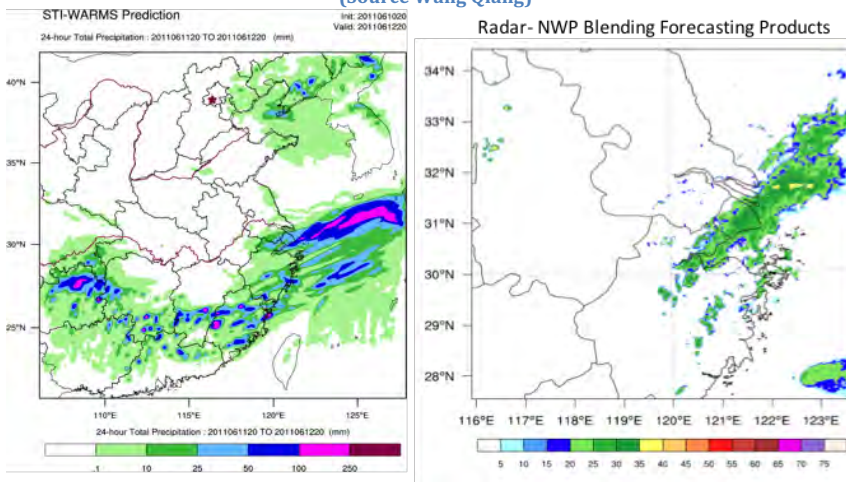 (Source Wang Qiang)
STI-WARMS Prediction
Init: 2011061020
Valid: 2011061220
24-hour Total Precipitation : 2011061120 TO 2011061220 (mm)
40°N
35°N
30°N
25°N
110°E 115°E 120°E 125°E
24-hour Total Precipitation : 2011061120 TO 2011061220 (mm)
.1 10 25 50 100 250
Radar- NWP Blending Forecasting Products
34°N
33°N
32°N
31°N
30°N
29°N
28°N
116°E 117°E 118°E 119°E 120°E 121°E 122°E 123°E
5 10 15 20 25 30 35 40 45 50 55 60 65 70 75